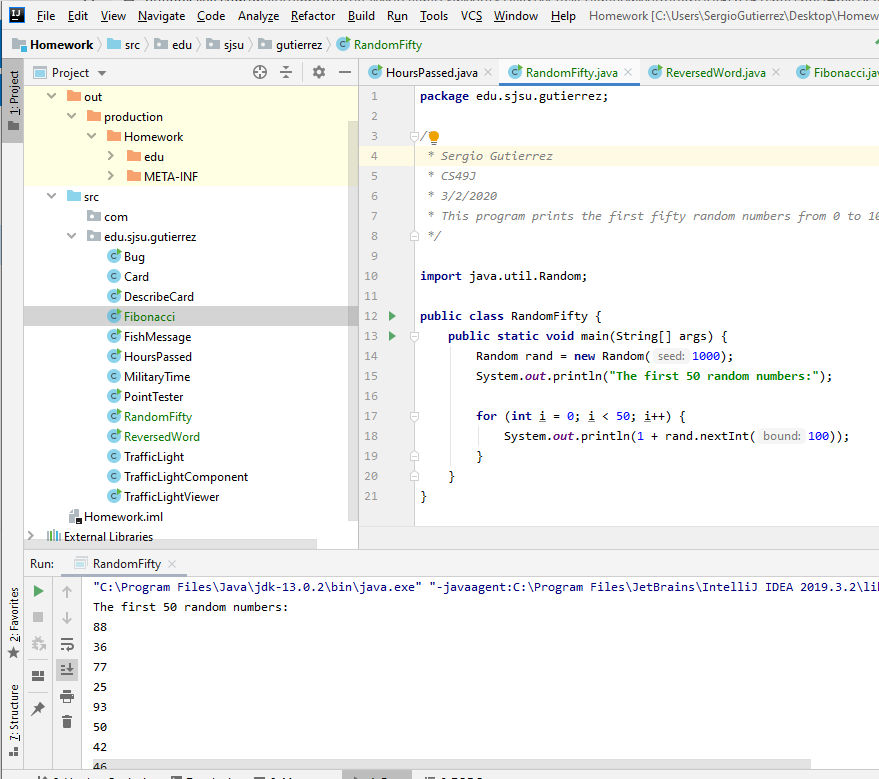 File Edit View Navigate Code Analyze Refactor Build Run Tools VCS Window Help Homework [C:\Users\SergioGutierrez\Desktop\Homew
Homework src edu sjsu gutierrez RandomFifty
1: Project
Project
HoursPassed.java RandomFifty.java ReversedWord.java Fibonacci.jav
out
production
Homework
edu
META-INF
src
com
edu.sjsu.gutierrez
Bug
Card
DescribeCard
Fibonacci
FishMessage
HoursPassed
MilitaryTime
PointTester
RandomFifty
ReversedWord
TrafficLight
TrafficLightComponent
TrafficLightViewer
Homework.iml
External Libraries
1 package edu.sjsu.gutierrez;
2
3 /*
4 * Sergio Gutierrez
5 * CS49J
6 * 3/2/2020
7 * This program prints the first fifty random numbers from 0 to 10
8 */
9
10 import java.util.Random;
11
12 public class RandomFifty {
13 public static void main(String[] args) {
14 Random rand = new Random( seed: 1000);
15 System.out.println("The first 50 random numbers:");
16
17 for (int i = 0; i < 50; i++) {
18 System.out.println(1 + rand.nextInt( bound: 100));
19 }
20 }
21 }
Run: RandomFifty
2: Favorites
7: Structure
"C:\Program Files\Java\jdk-13.0.2\bin\java.exe" "-javaagent:C:\Program Files\JetBrains\IntelliJ IDEA 2019.3.2\lib
The first 50 random numbers:
88
36
77
25
93
50
42
46